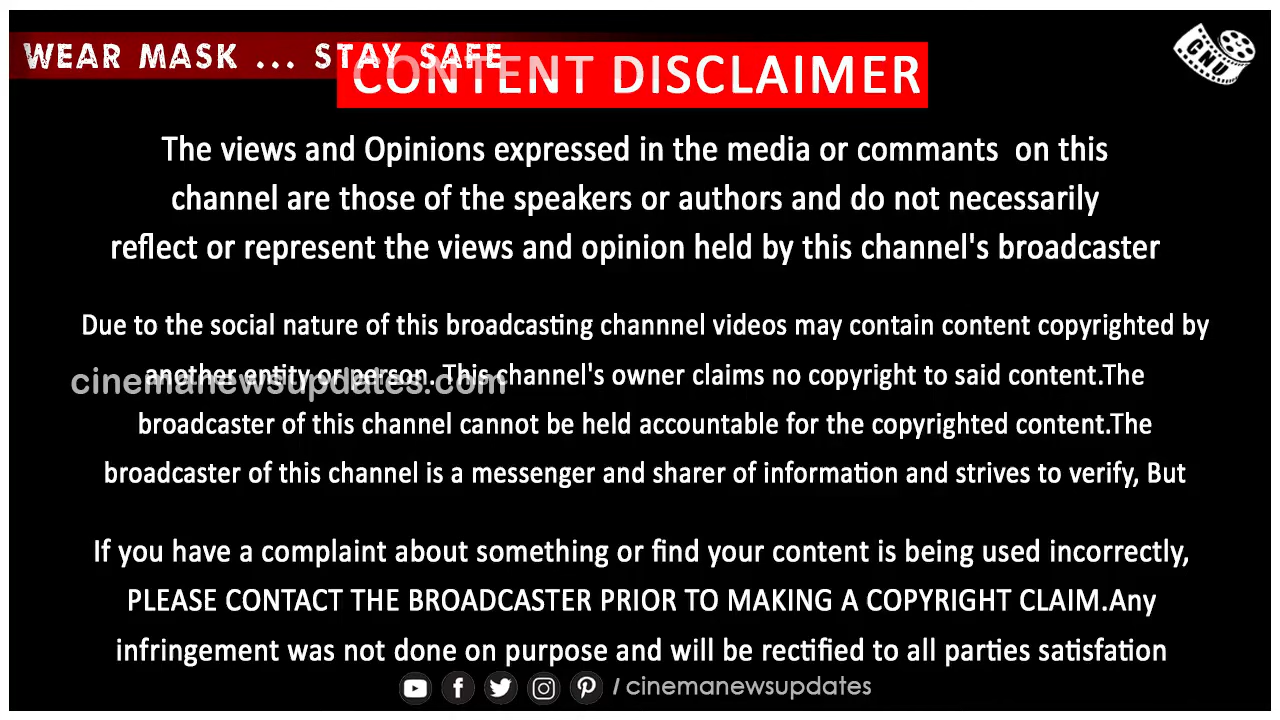 WEAR MASK ... STAY SAFE
CND
CONTENT DISCLAIMER
The views and Opinions expressed in the media or commants on this
channel are those of the speakers or authors and do not necessarily
reflect or represent the views and opinion held by this channel's broadcaster
Due to the social nature of this broadcasting channnel videos may contain content copyrighted by
another entity or person. This channel's owner claims no copyright to said content.The
cinemanewsupdates.com
broadcaster of this channel cannot be held accountable for the copyrighted content.The
broadcaster of this channel is a messenger and sharer of information and strives to verify, But
If you have a complaint about something or find your content is being used incorrectly,
PLEASE CONTACT THE BROADCASTER PRIOR TO MAKING A COPYRIGHT CLAIM.Any
infringement was not done on purpose and will be rectified to all parties satisfation
/ cinemanewsupdates